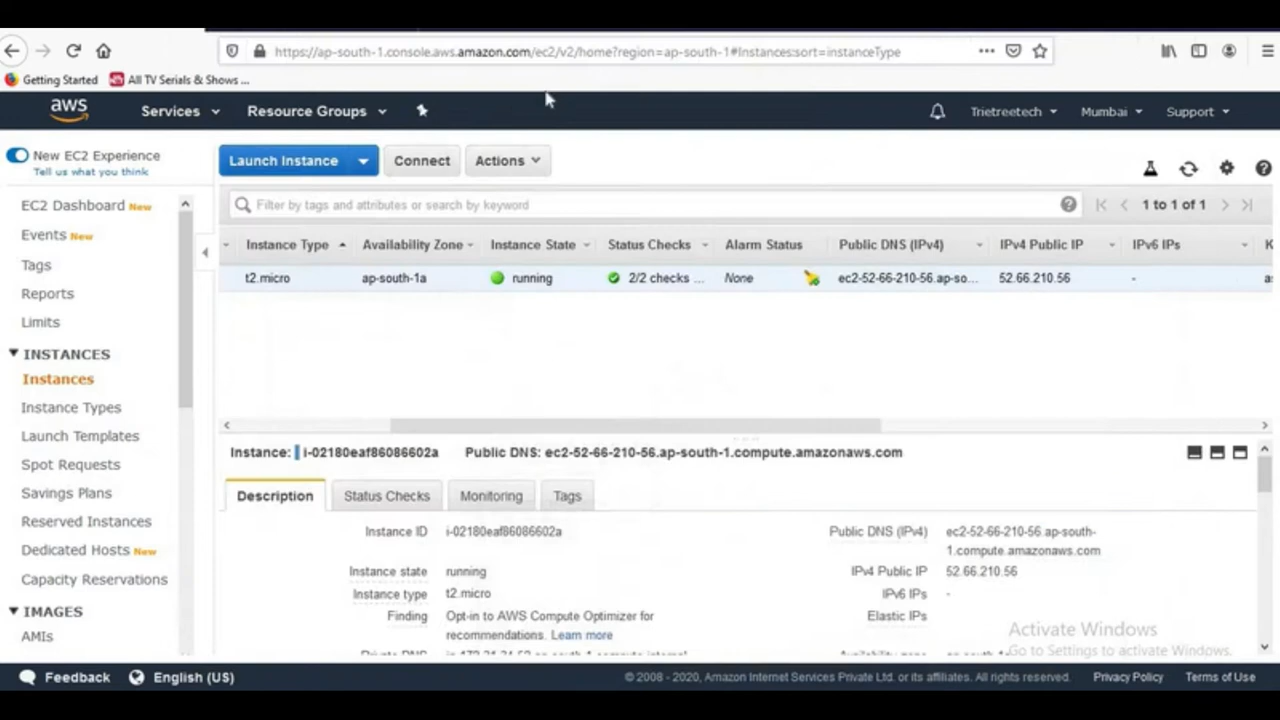 https://ap-south-1.console.aws.amazon.com/ec2/v2/home?region=ap-south-1#Instances:sort=instanceType
Getting Started All TV Serials & Shows ...
aws Services Resource Groups Trietreetech Mumbai Support
New EC2 Experience
Tell us what you think
Launch Instance Connect Actions
EC2 Dashboard New
Events New
Tags
Reports
Limits
INSTANCES
Instances
Instance Types
Launch Templates
Spot Requests
Savings Plans
Reserved Instances
Dedicated Hosts New
Capacity Reservations
IMAGES
AMIs
Filter by tags and attributes or search by keyword 1 to 1 of 1
Instance Type Availability Zone Instance State Status Checks Alarm Status Public DNS (IPv4) IPv4 Public IP IPv6 IPs K
t2.micro ap-south-1a running 2/2 checks ... None ec2-52-66-210-56.ap-so... 52.66.210.56 -
Instance: i-02180eaf86086602a Public DNS: ec2-52-66-210-56.ap-south-1.compute.amazonaws.com
Description Status Checks Monitoring Tags
Instance ID i-02180eaf86086602a Public DNS (IPv4) ec2-52-66-210-56.ap-south-
1.compute.amazonaws.com
Instance state running IPv4 Public IP 52.66.210.56
Instance type t2.micro IPv6 IPs -
Finding Opt-in to AWS Compute Optimizer for Elastic IPs
recommendations. Learn more
Activate Windows
Go to Settings to activate Windows.
Feedback English (US) © 2008 - 2020, Amazon Internet Services Private Ltd. or its affiliates. All rights reserved. Privacy Policy Terms of Use